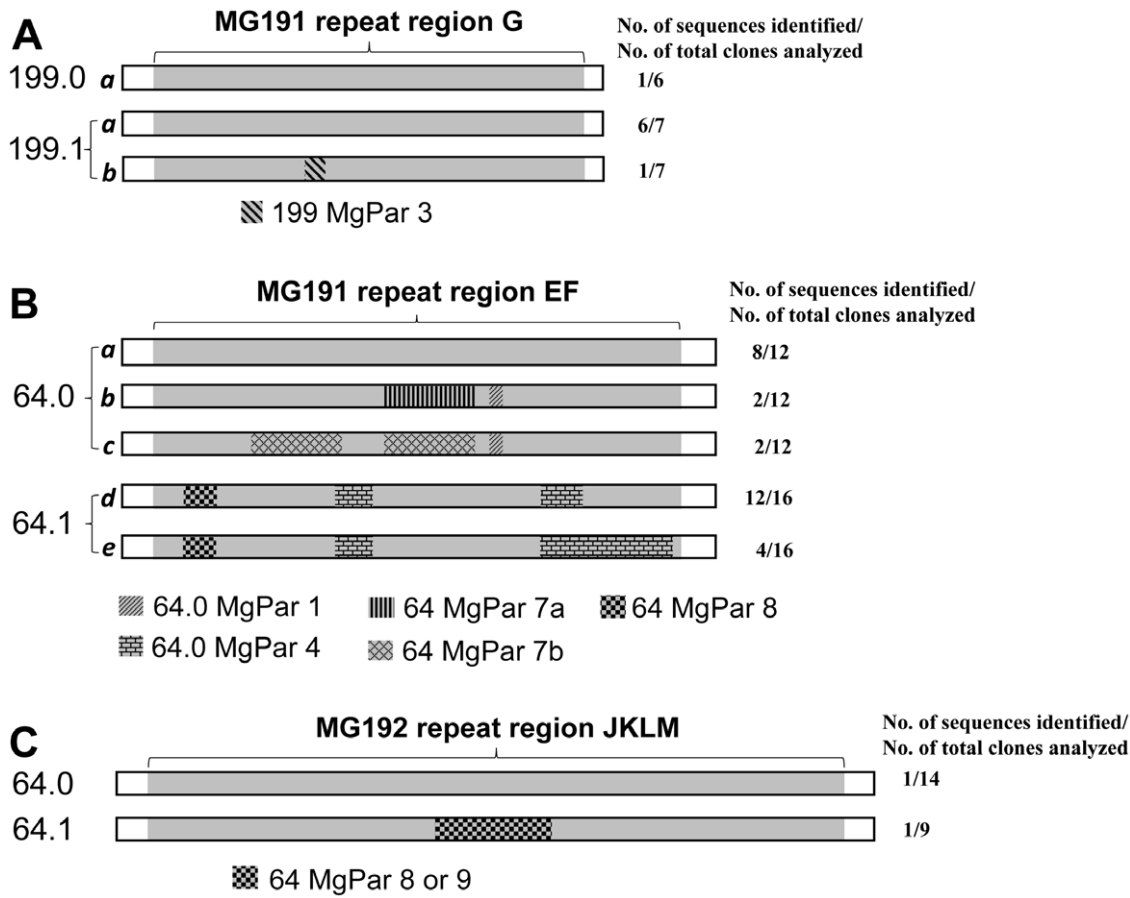 A
MG191 repeat region G
No. of sequences identified/
No. of total clones analyzed
199.0 a 1/6
199.1
a 6/7
b 1/7
199 MgPar 3
B
MG191 repeat region EF
No. of sequences identified/
No. of total clones analyzed
64.0
a 8/12
b 2/12
c 2/12
64.1
d 12/16
e 4/16
64.0 MgPar 1 64 MgPar 7a 64 MgPar 8
64.0 MgPar 4 64 MgPar 7b
C
MG192 repeat region JKLM
No. of sequences identified/
No. of total clones analyzed
64.0 1/14
64.1 1/9
64 MgPar 8 or 9